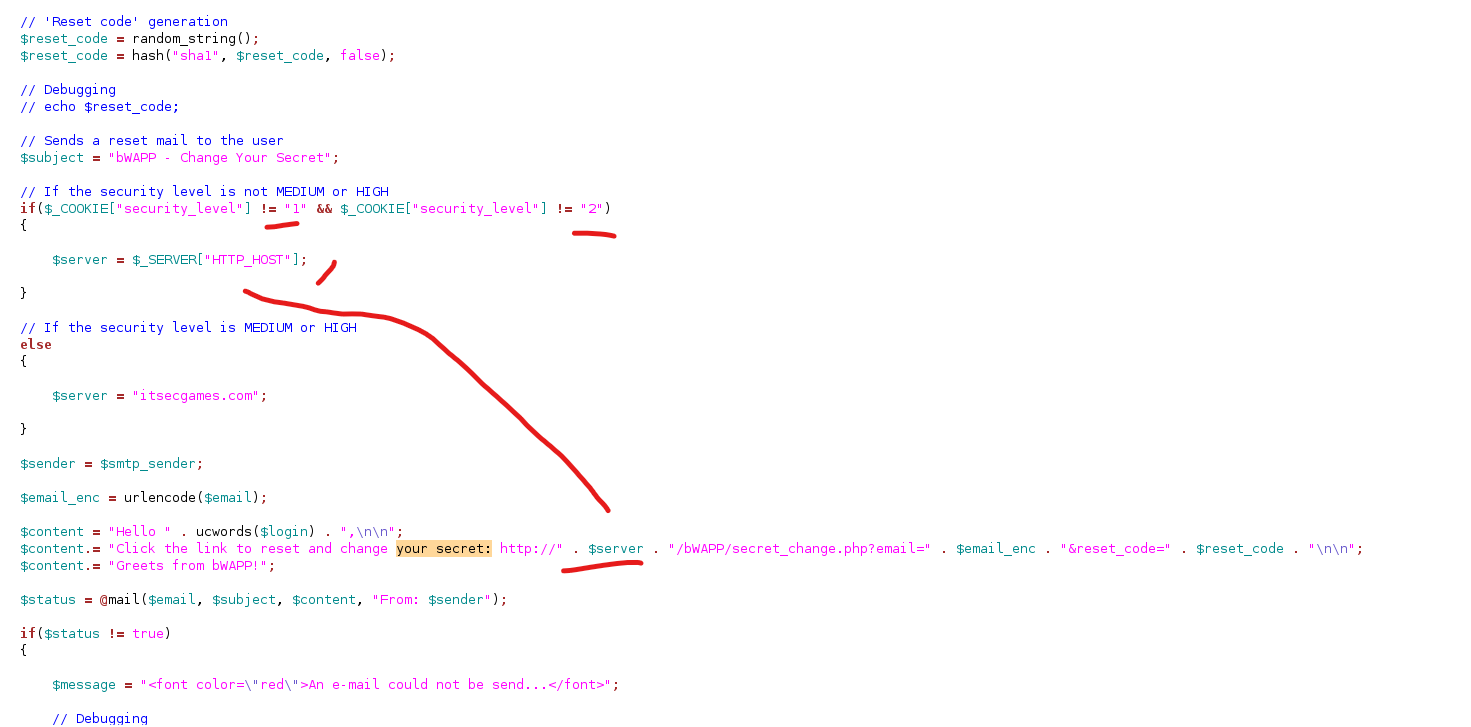 // 'Reset code' generation
$reset_code = random_string();
$reset_code = hash("sha1", $reset_code, false);
// Debugging
// echo $reset_code;
// Sends a reset mail to the user
$subject = "bWAPP - Change Your Secret";
// If the security level is not MEDIUM or HIGH
if($_COOKIE["security_level"] != "1" && $_COOKIE["security_level"] != "2")
{
$server = $_SERVER["HTTP_HOST"];
}
// If the security level is MEDIUM or HIGH
else
{
$server = "itsecgames.com";
}
$sender = $smtp_sender;
$email_enc = urlencode($email);
$content = "Hello " . ucwords($login) . ",\n\n";
$content.= "Click the link to reset and change your secret: http://" . $server . "/bWAPP/secret_change.php?email=" . $email_enc . "&reset_code=" . $reset_code . "\n\n";
$content.= "Greets from bWAPP!";
$status = @mail($email, $subject, $content, "From: $sender");
if($status != true)
{
$message = "<font color=\"red\">An e-mail could not be send...</font>";
// Debugging